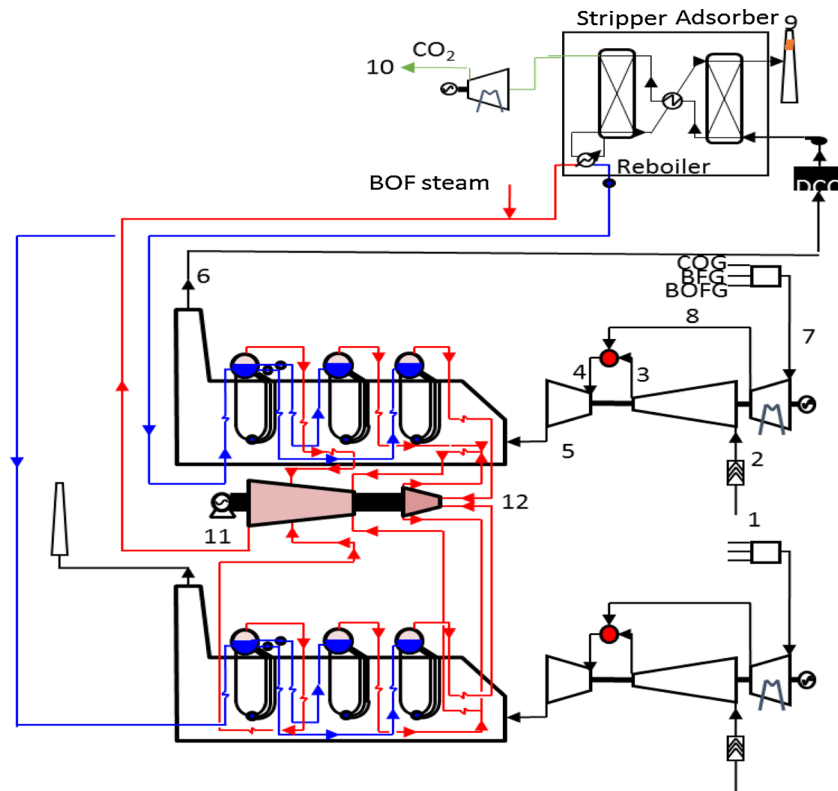 Stripper Adsorber 9
CO₂
10
Reboiler
BOF steam
DCC
6
COG
BFG
BOFG
8
7
4
3
5
2
12
11
1